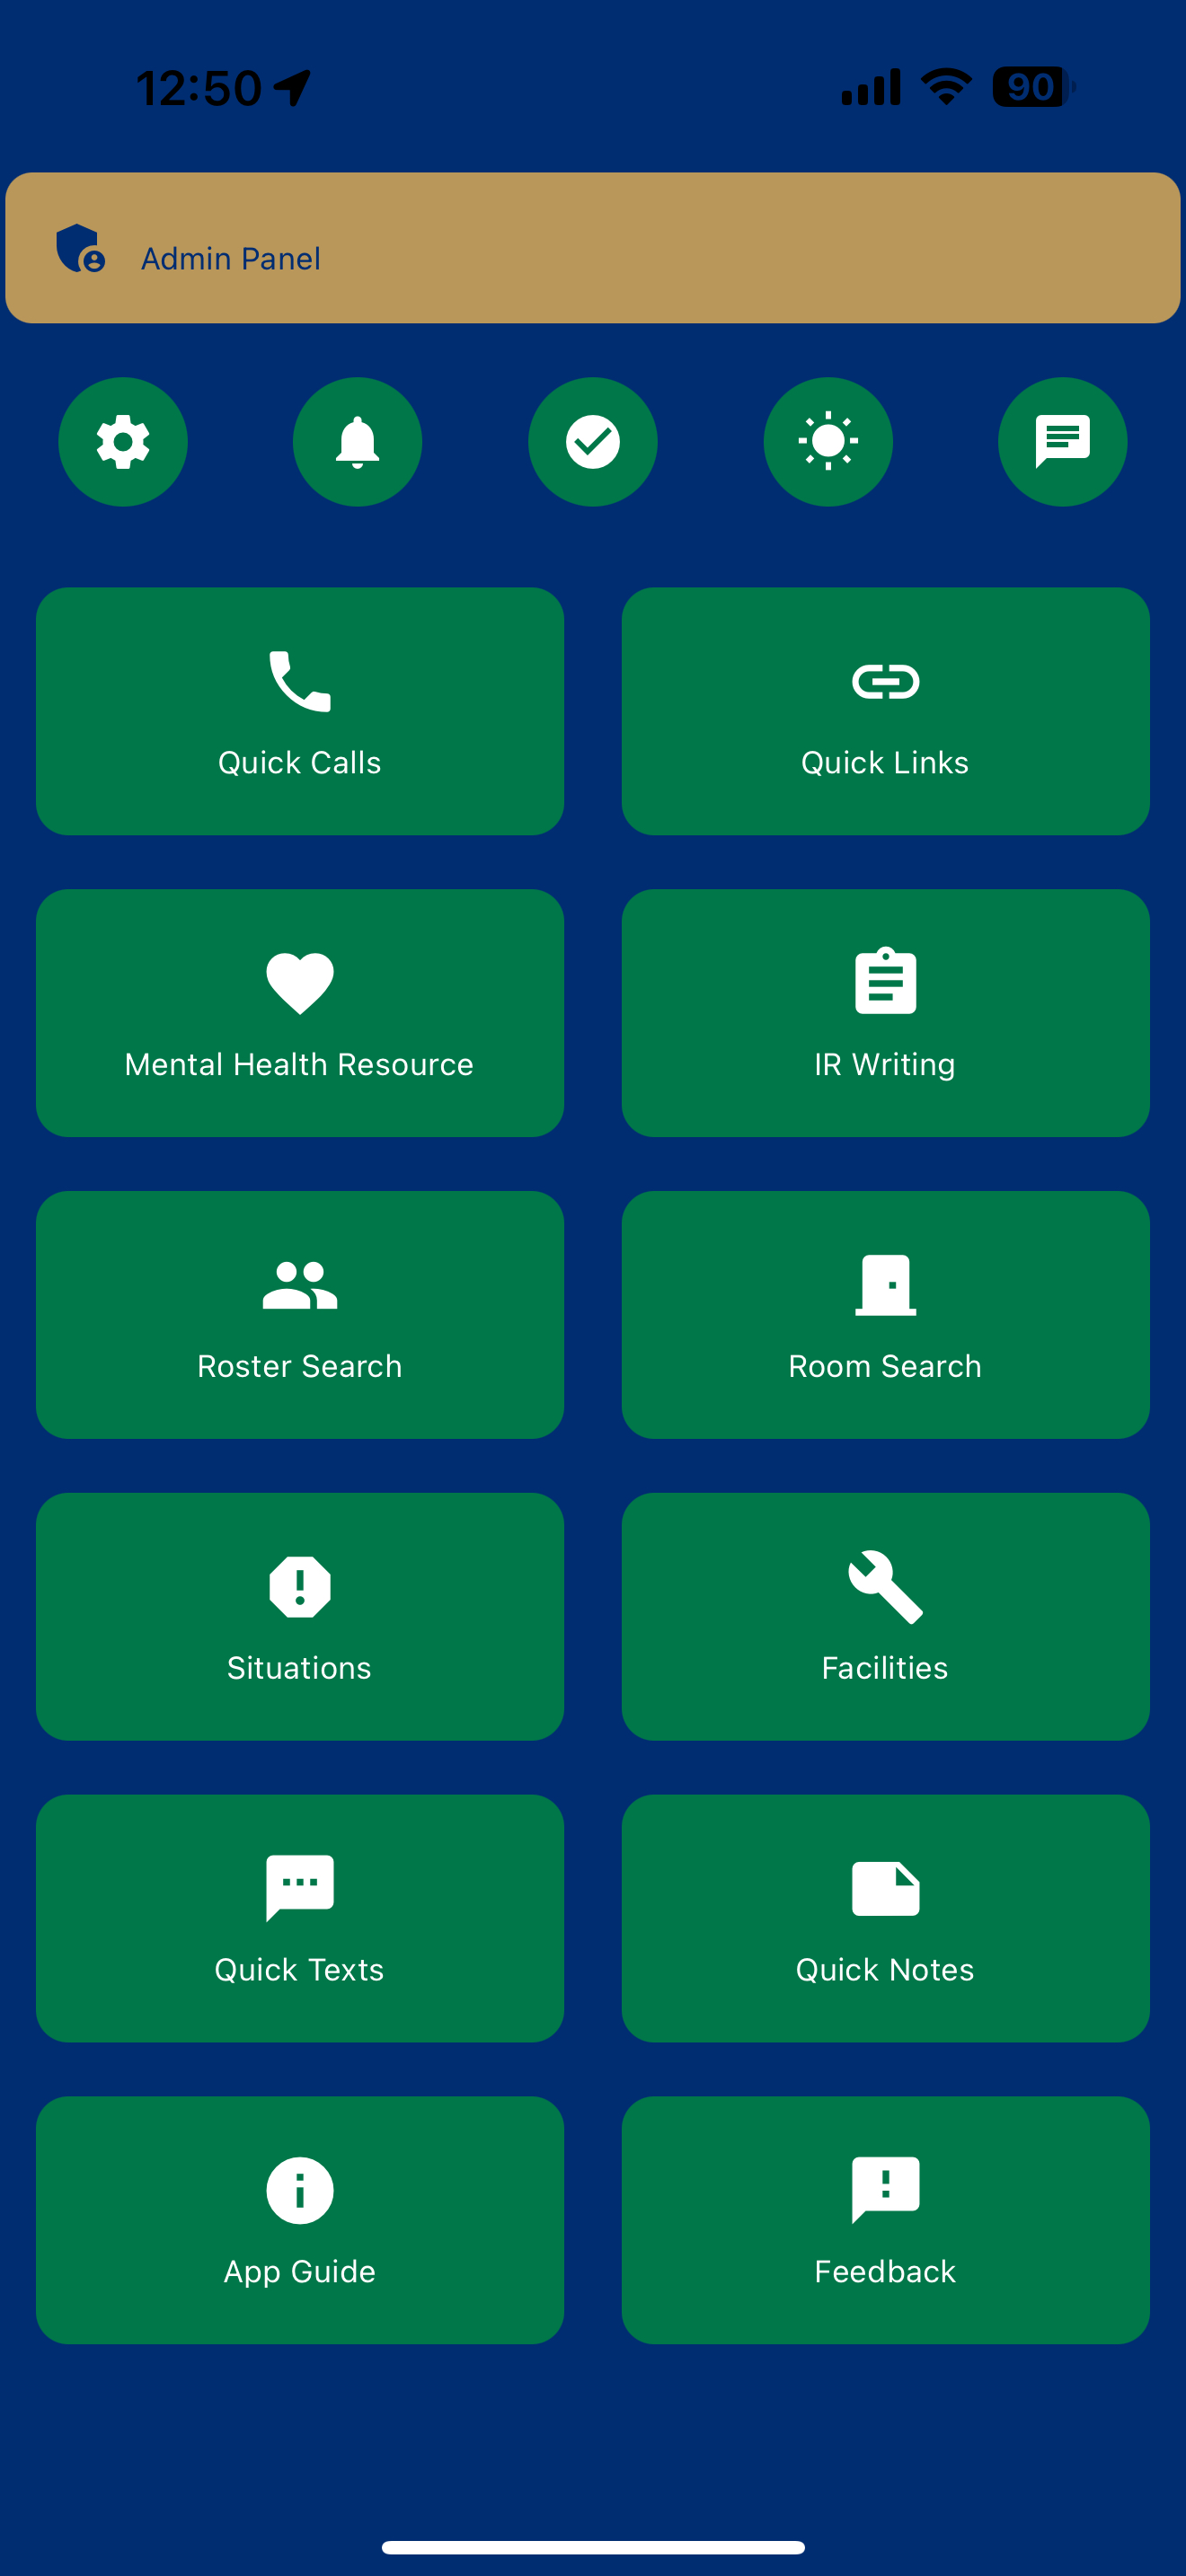 12:50
90
Admin Panel
Quick Calls
Quick Links
Mental Health Resource
IR Writing
Roster Search
Room Search
Situations
Facilities
Quick Texts
Quick Notes
App Guide
Feedback